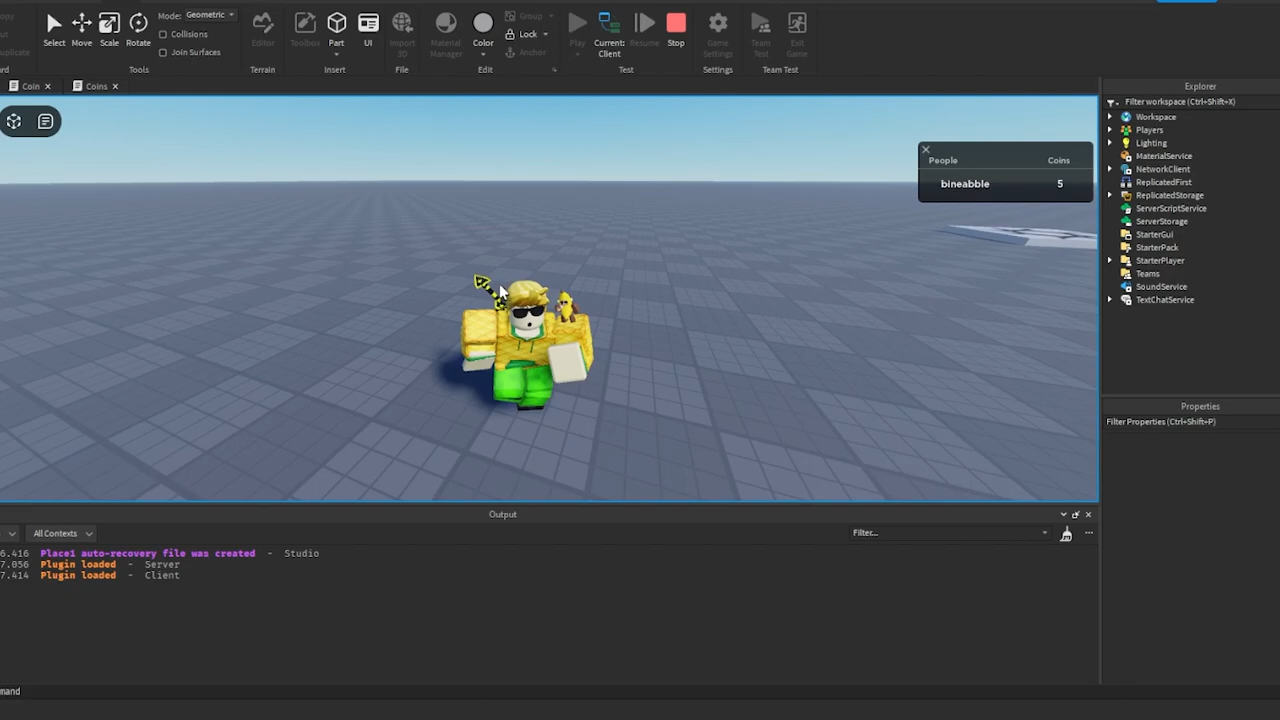 Mode: Geometric
Collisions
Join Surfaces
Select Move Scale Rotate
Tools
Editor
Terrain
Toolbox Part UI
Insert
Import
3D
File
Material
Manager
Color
Group
Lock
Anchor
Edit
Play Current: Resume Stop
Client
Test
Game
Settings
Settings
Team
Test
Exit
Game
Team Test
Coin
Coins
People Coins
bineabble 5
Explorer
Filter workspace (Ctrl+Shift+X)
Workspace
Players
Lighting
MaterialService
NetworkClient
ReplicatedFirst
ReplicatedStorage
ServerScriptService
ServerStorage
StarterGui
StarterPack
StarterPlayer
Teams
SoundService
TextChatService
Properties
Filter Properties (Ctrl+Shift+P)
Output
All Contexts
Filter...
6.416 Place1 auto-recovery file was created - Studio
7.056 Plugin loaded - Server
7.414 Plugin loaded - Client
mand